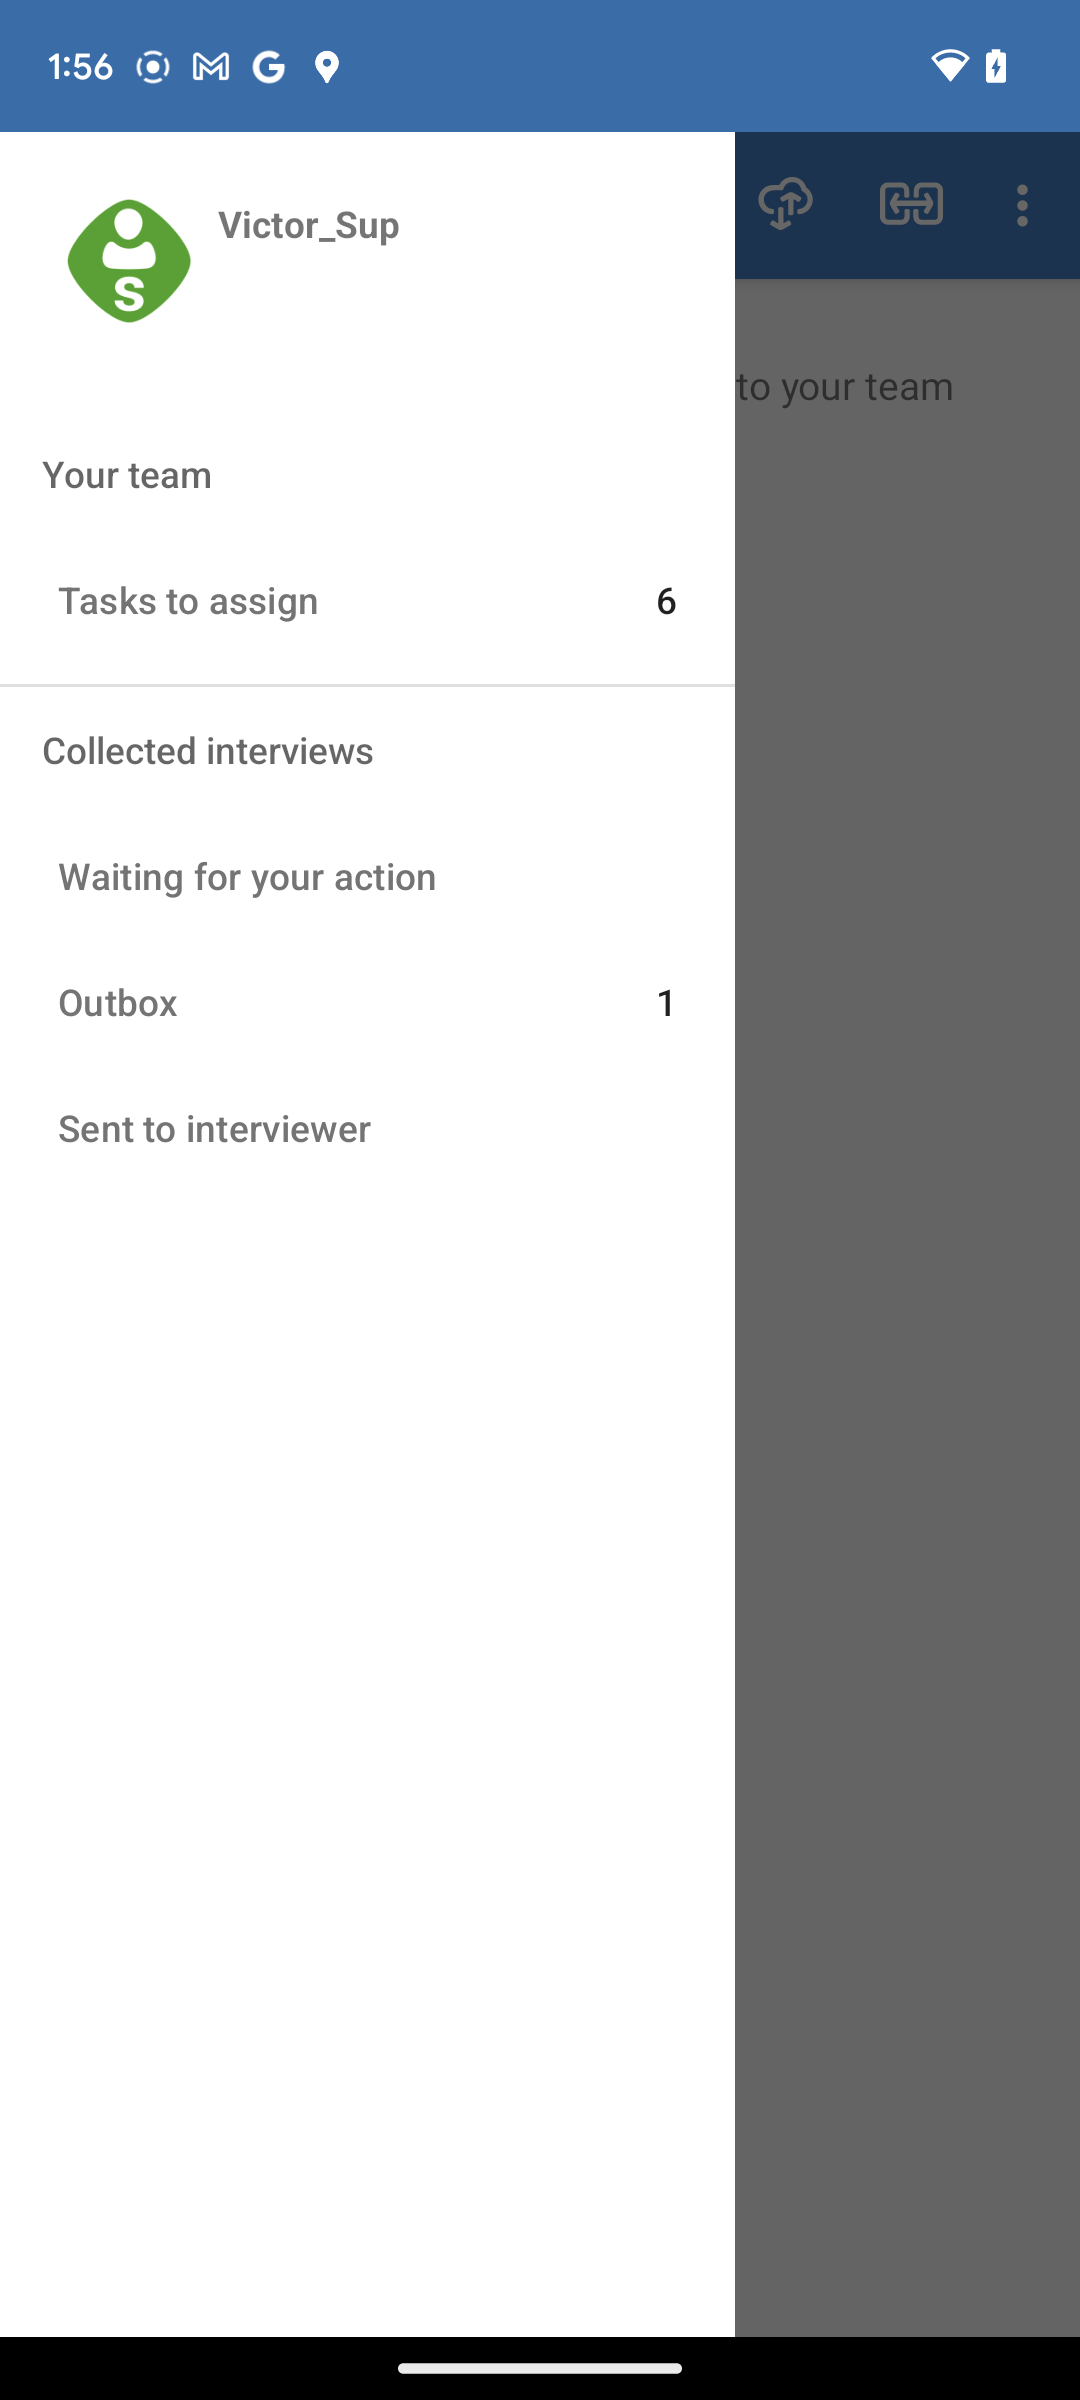 1:56
Victor_Sup
S
to your team
Your team
Tasks to assign 6
Collected interviews
Waiting for your action
Outbox 1
Sent to interviewer